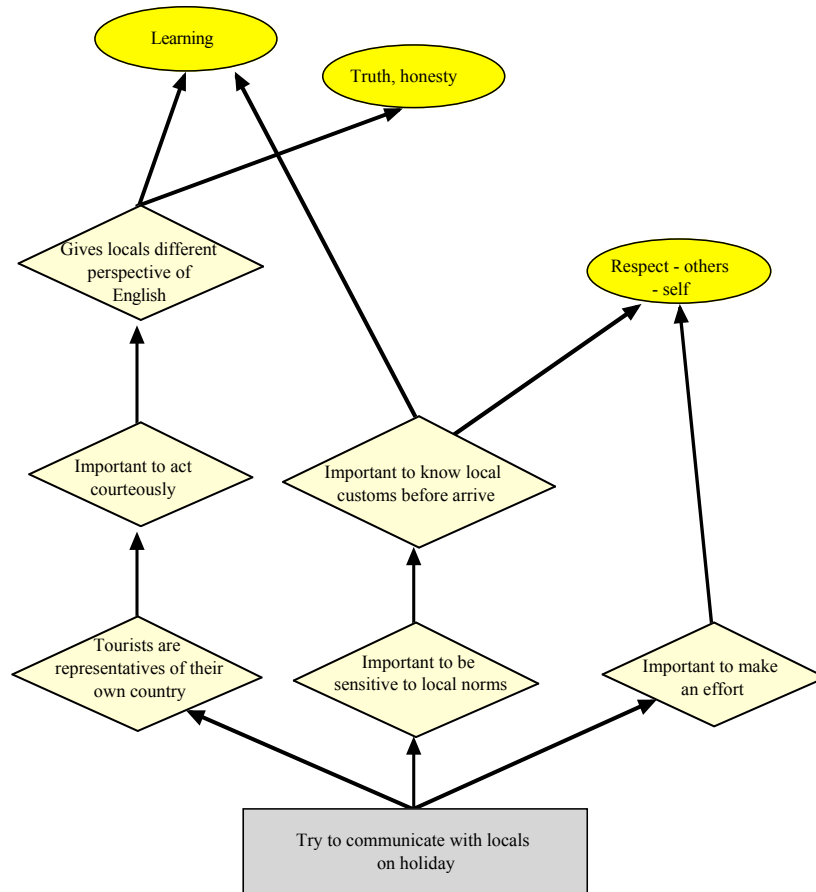 Learning
Truth, honesty
Gives locals different
perspective of
English
Respect - others
- self
Important to act
courteously
Important to know local
customs before arrive
Tourists are
representatives of their
own country
Important to be
sensitive to local norms
Important to make
an effort
Try to communicate with locals
on holiday